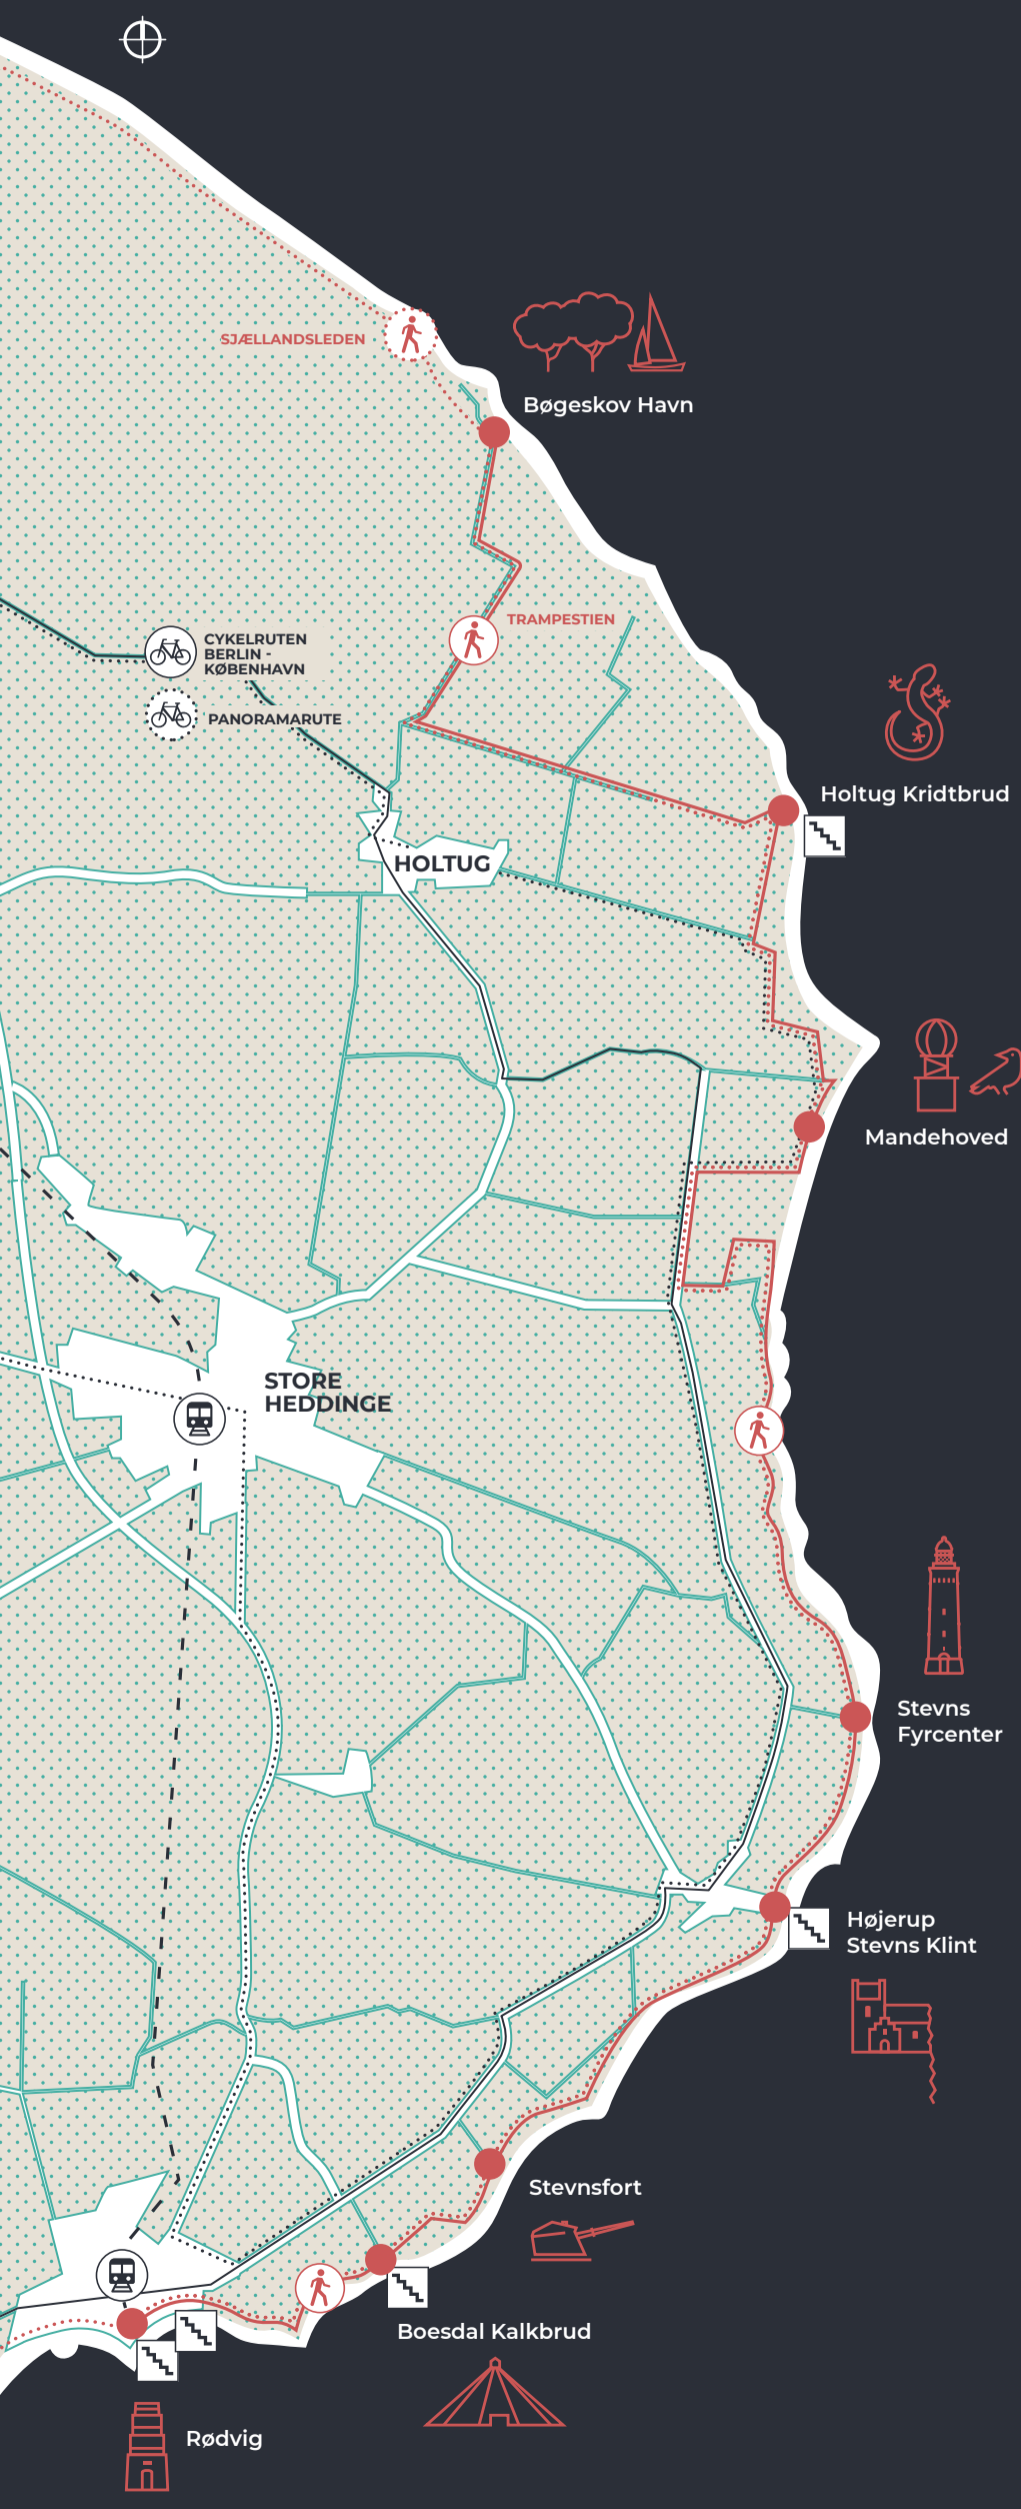 SJÆLLANDSLEDEN
Bøgeskov Havn
TRAMPESTIEN
CYKELRUTEN
BERLIN -
KØBENHAVN
PANORAMARUTE
Holtug Kridtbrud
HOLTUG
Mandehoved
STORE
HEDDINGE
Stevns
Fyrcenter
Højerup
Stevns Klint
Stevnsfort
Boesdal Kalkbrud
Rødvig